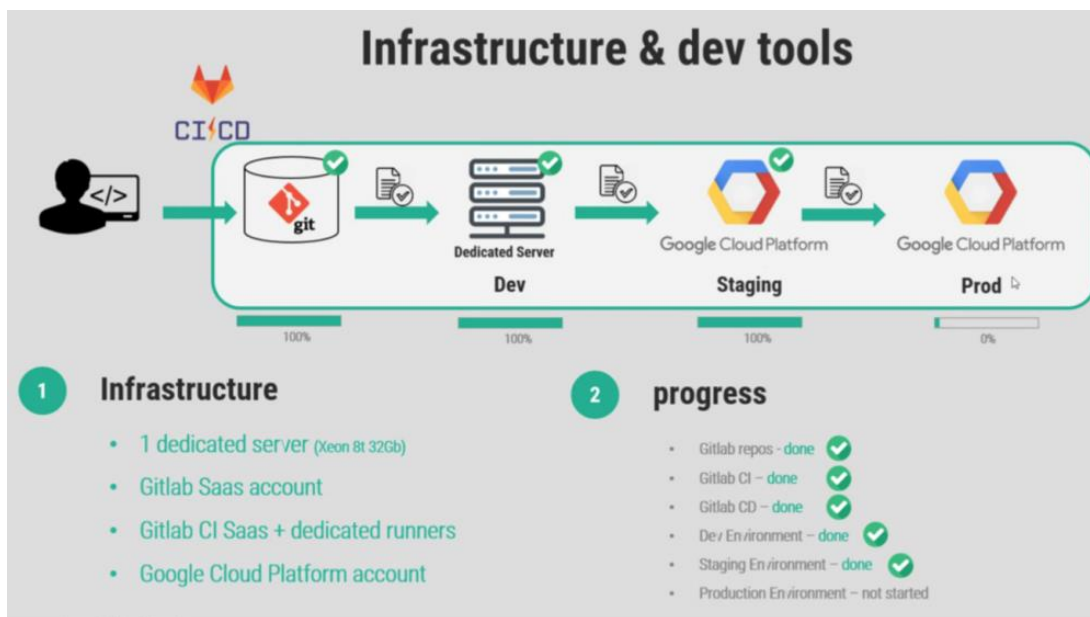 Infrastructure & dev tools
CI CD
</>
git
Dedicated Server
Google Cloud Platform
Google Cloud Platform
Dev
Staging
Prod
100%
100%
100%
0%
1
Infrastructure
• 1 dedicated server (Xeon 8t 32Gb)
• Gitlab Saas account
• Gitlab CI Saas + dedicated runners
• Google Cloud Platform account
2
progress
• Gitlab repos - done
• Gitlab CI – done
• Gitlab CD – done
• Dev Environment – done
• Staging Environment – done
• Production Environment – not started